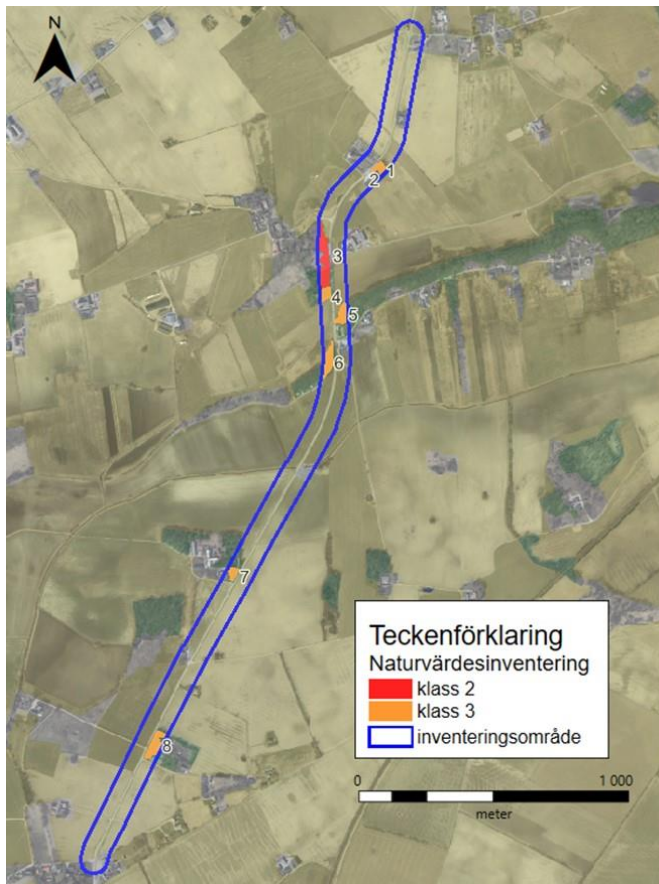 N
1
2
3
4
5
6
7
8
Teckenförklaring
Naturvärdesinventering
klass 2
klass 3
inventeringsområde
0 1 000
meter